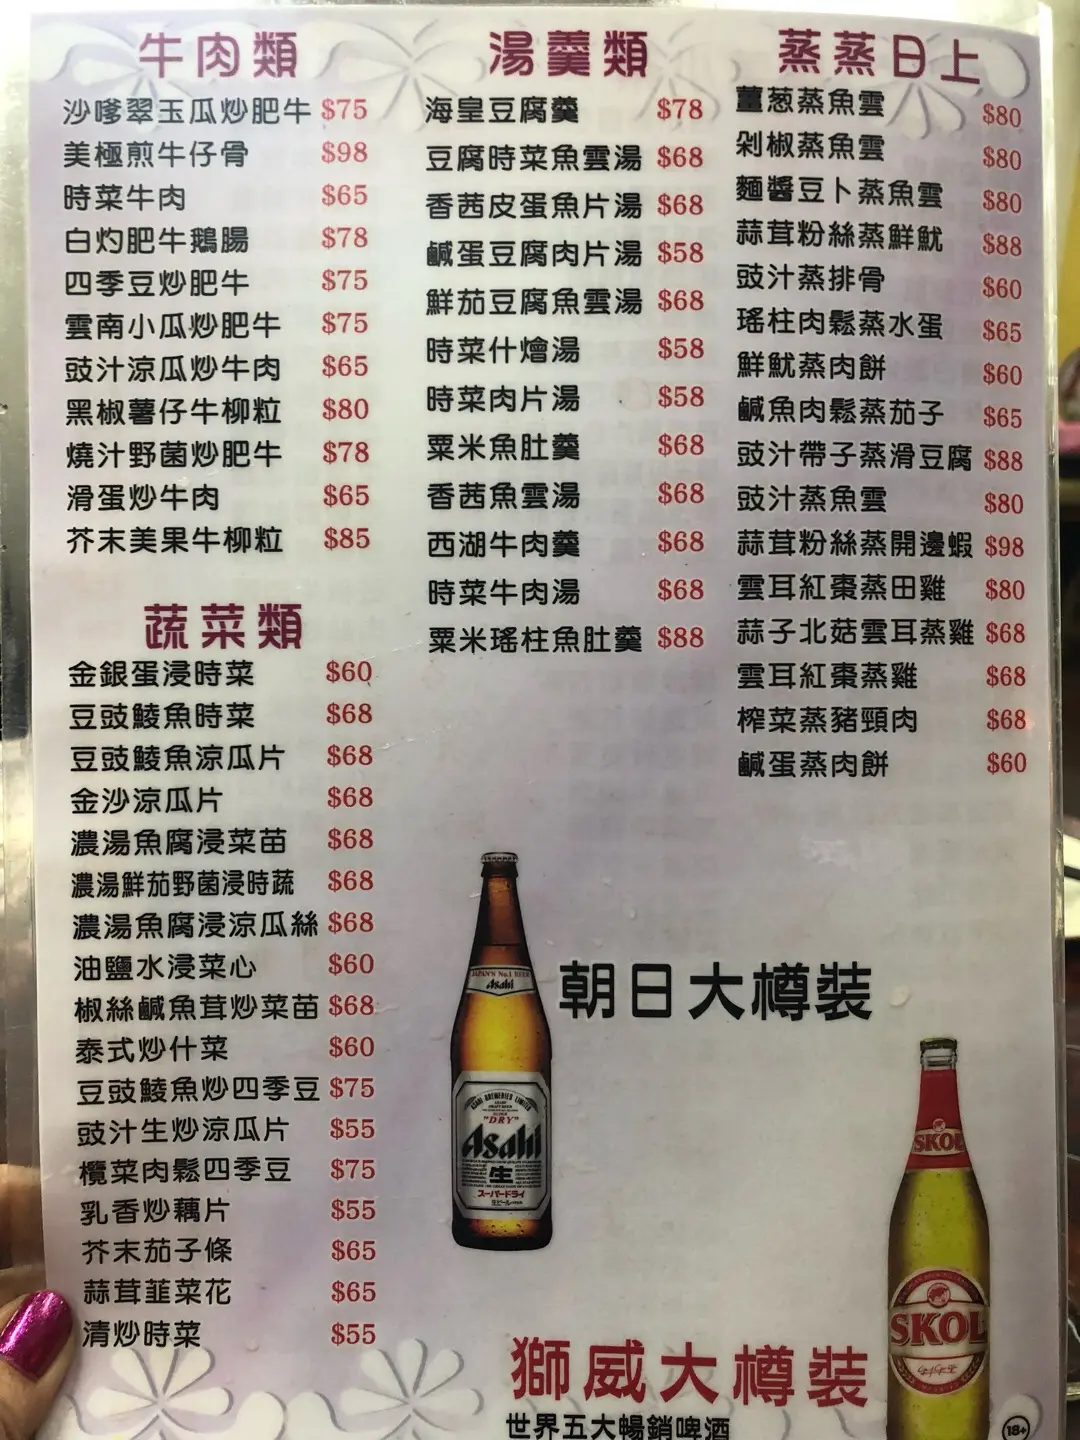 牛肉類
沙嗲翠玉瓜炒肥牛 $75
美極煎牛仔骨 $98
時菜牛肉 $65
白灼肥牛鵝腸 $78
四季豆炒肥牛 $75
雲南小瓜炒肥牛 $75
豉汁涼瓜炒牛肉 $65
黑椒薯仔牛柳粒 $80
燒汁野菌炒肥牛 $78
滑蛋炒牛肉 $65
芥末美果牛柳粒 $85
蔬菜類
金銀蛋浸時菜 $60
豆豉鯪魚時菜 $68
豆豉鯪魚涼瓜片 $68
金沙涼瓜片 $68
濃湯魚腐浸菜苗 $68
濃湯鮮茄野菌浸時蔬 $68
濃湯魚腐浸涼瓜絲 $68
油鹽水浸菜心 $60
椒絲鹹魚茸炒菜苗 $68
泰式炒什菜 $60
豆豉鯪魚炒四季豆 $75
豉汁生炒涼瓜片 $55
欖菜肉鬆四季豆 $75
乳香炒藕片 $55
芥末茄子條 $65
蒜茸韮菜花 $65
清炒時菜 $55
湯羹類
海皇豆腐羹 $78
豆腐時菜魚雲湯 $68
香茜皮蛋魚片湯 $68
鹹蛋豆腐肉片湯 $58
鮮茄豆腐魚雲湯 $68
時菜什燴湯 $58
時菜肉片湯 $58
粟米魚肚羹 $68
香茜魚雲湯 $68
西湖牛肉羹 $68
時菜牛肉湯 $68
粟米瑤柱魚肚羹 $88
蒸蒸日上
薑葱蒸魚雲 $80
剁椒蒸魚雲 $80
麵醬豆卜蒸魚雲 $80
蒜茸粉絲蒸鮮魷 $88
豉汁蒸排骨 $60
瑤柱肉鬆蒸水蛋 $65
鮮魷蒸肉餅 $60
鹹魚肉鬆蒸茄子 $65
豉汁帶子蒸滑豆腐 $88
豉汁蒸魚雲 $80
蒜茸粉絲蒸開邊蝦 $98
雲耳紅棗蒸田雞 $80
蒜子北菇雲耳蒸雞 $68
雲耳紅棗蒸雞 $68
榨菜蒸豬頸肉 $68
鹹蛋蒸肉餅 $60
JAPAN'S No.1 BEER
Asahi
ASAHI BREWERIES LIMITED
"DRY"
Asahi
生
スーパードライ
朝日大樽裝
SKOL
SKOL
獅威大樽裝
世界五大暢銷啤酒
18+